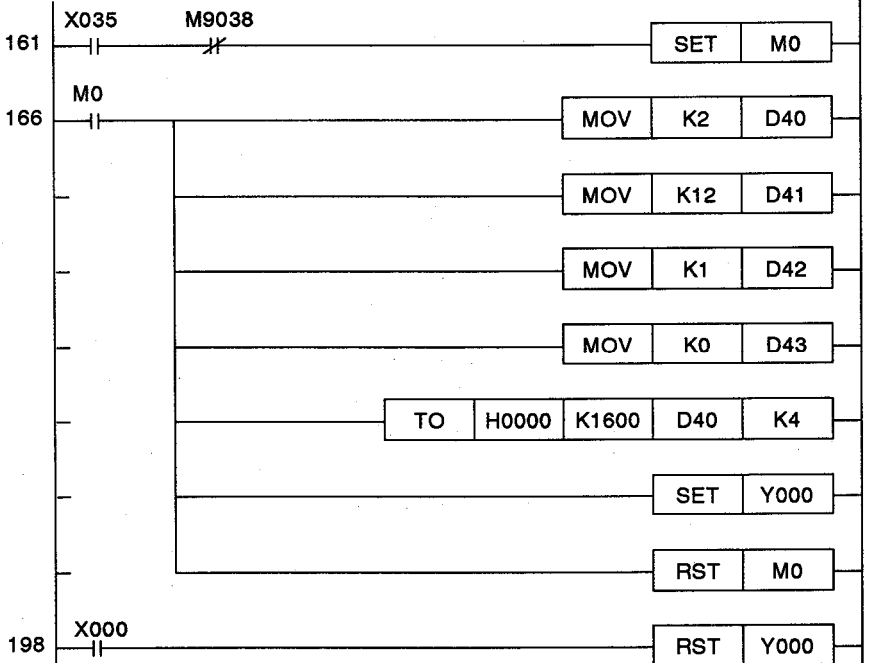 X035 M9038
161 SET M0
M0
166 MOV K2 D40
MOV K12 D41
MOV K1 D42
MOV K0 D43
TO H0000 K1600 D40 K4
SET Y000
RST M0
X000
198 RST Y000